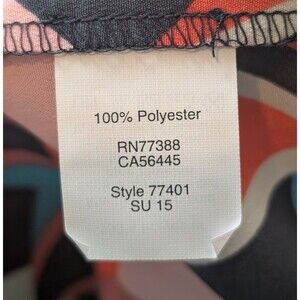 100% Polyester
RN77388
CA56445
Style 77401
SU 15